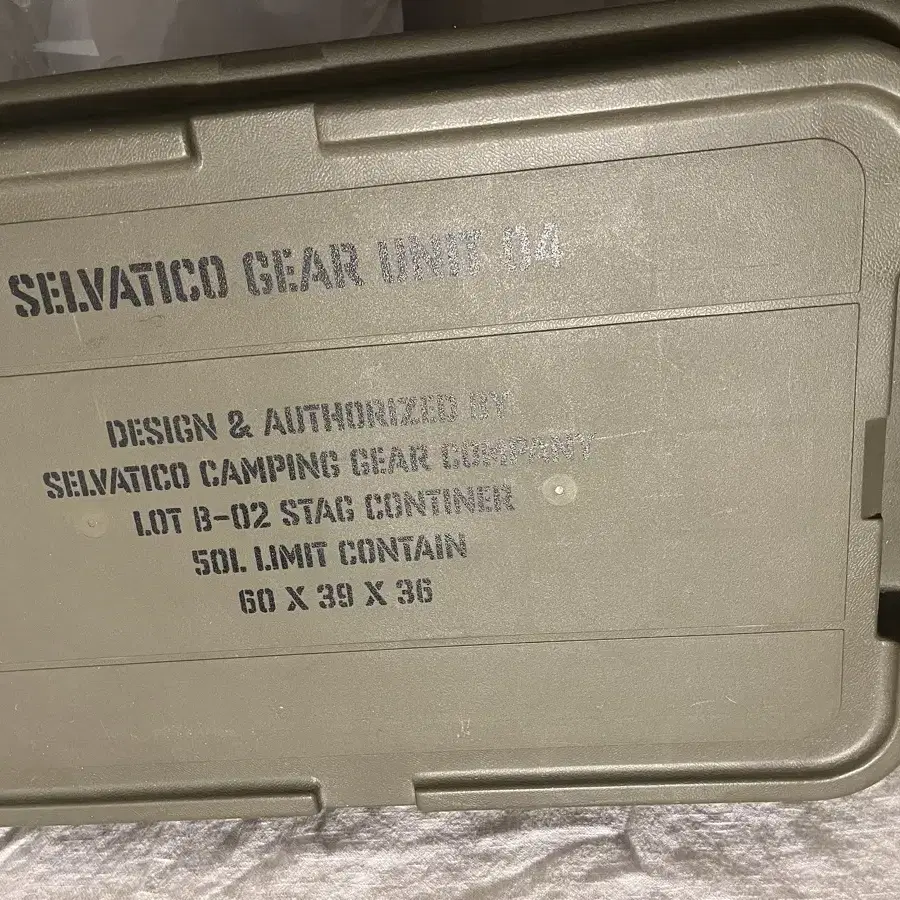 SELVATICO GEAR UNIT 04
DESIGN & AUTHORIZED BY
SELVATICO CAMPING GEAR COMPANY
LOT B-02 STAG CONTINER
50L LIMIT CONTAIN
60 X 39 X 36